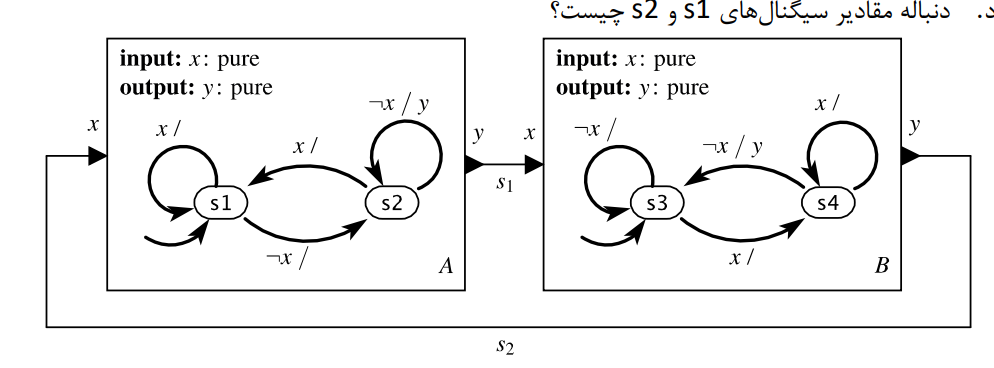 د. دنباله مقادیر سیگنال‌های s1 و s2 چیست؟
input: x: pure
output: y: pure
x
x /
x /
¬x / y
s1
s2
¬x /
A
y
s₁
x
input: x: pure
output: y: pure
¬x /
¬x / y
x /
s3
s4
x /
B
y
s₂